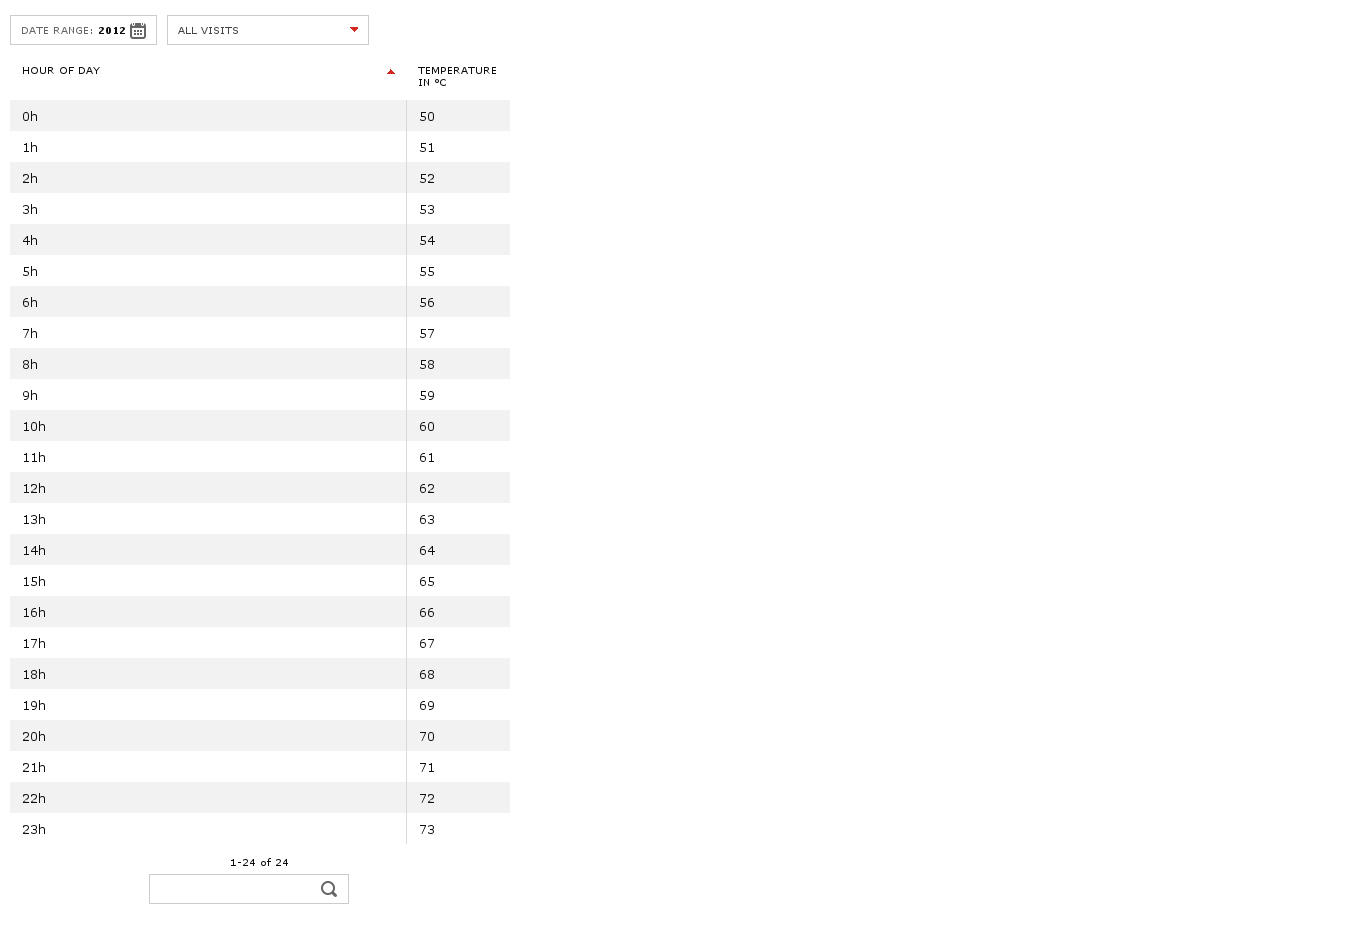 DATE RANGE: 2012 ALL VISITS
HOUR OF DAY TEMPERATURE
IN °C
0h 50
1h 51
2h 52
3h 53
4h 54
5h 55
6h 56
7h 57
8h 58
9h 59
10h 60
11h 61
12h 62
13h 63
14h 64
15h 65
16h 66
17h 67
18h 68
19h 69
20h 70
21h 71
22h 72
23h 73
1-24 of 24